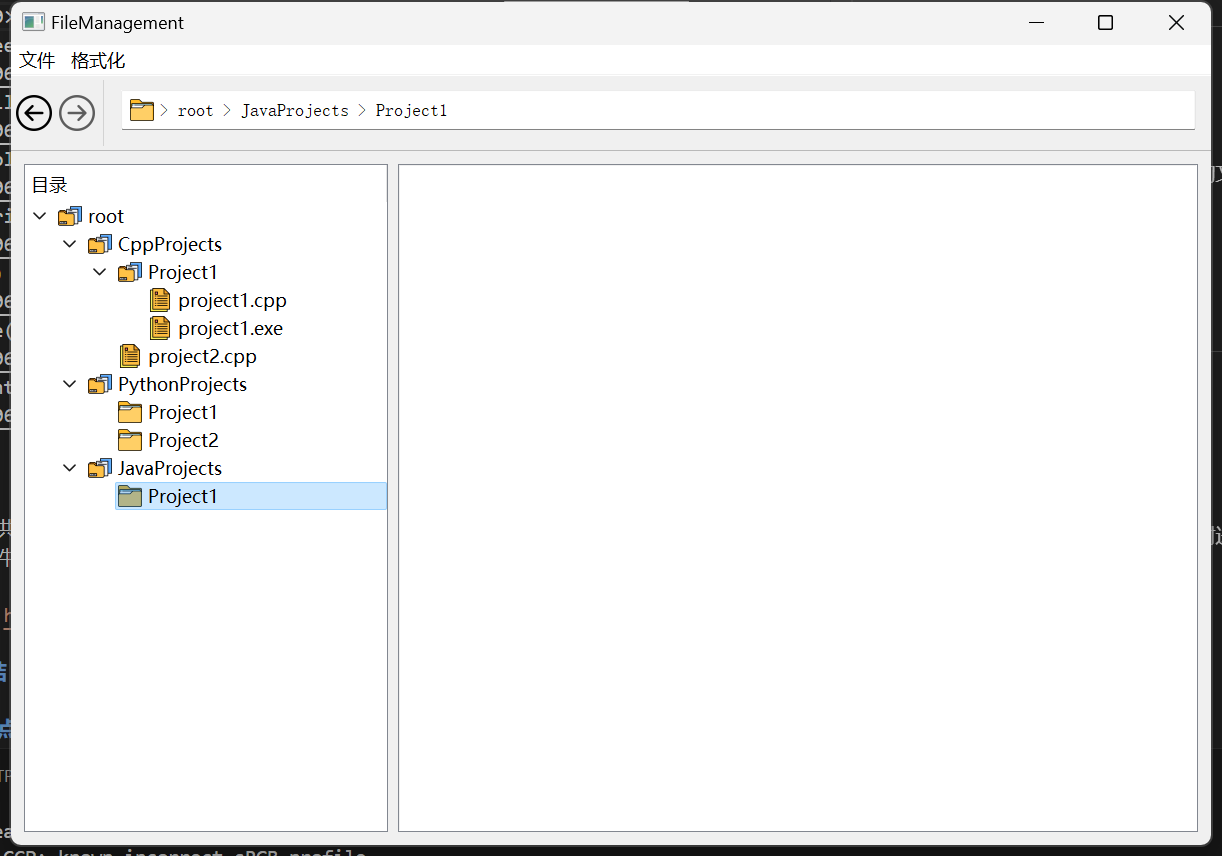 FileManagement
文件 格式化
root JavaProjects Project1
目录
root
CppProjects
Project1
project1.cpp
project1.exe
project2.cpp
PythonProjects
Project1
Project2
JavaProjects
Project1